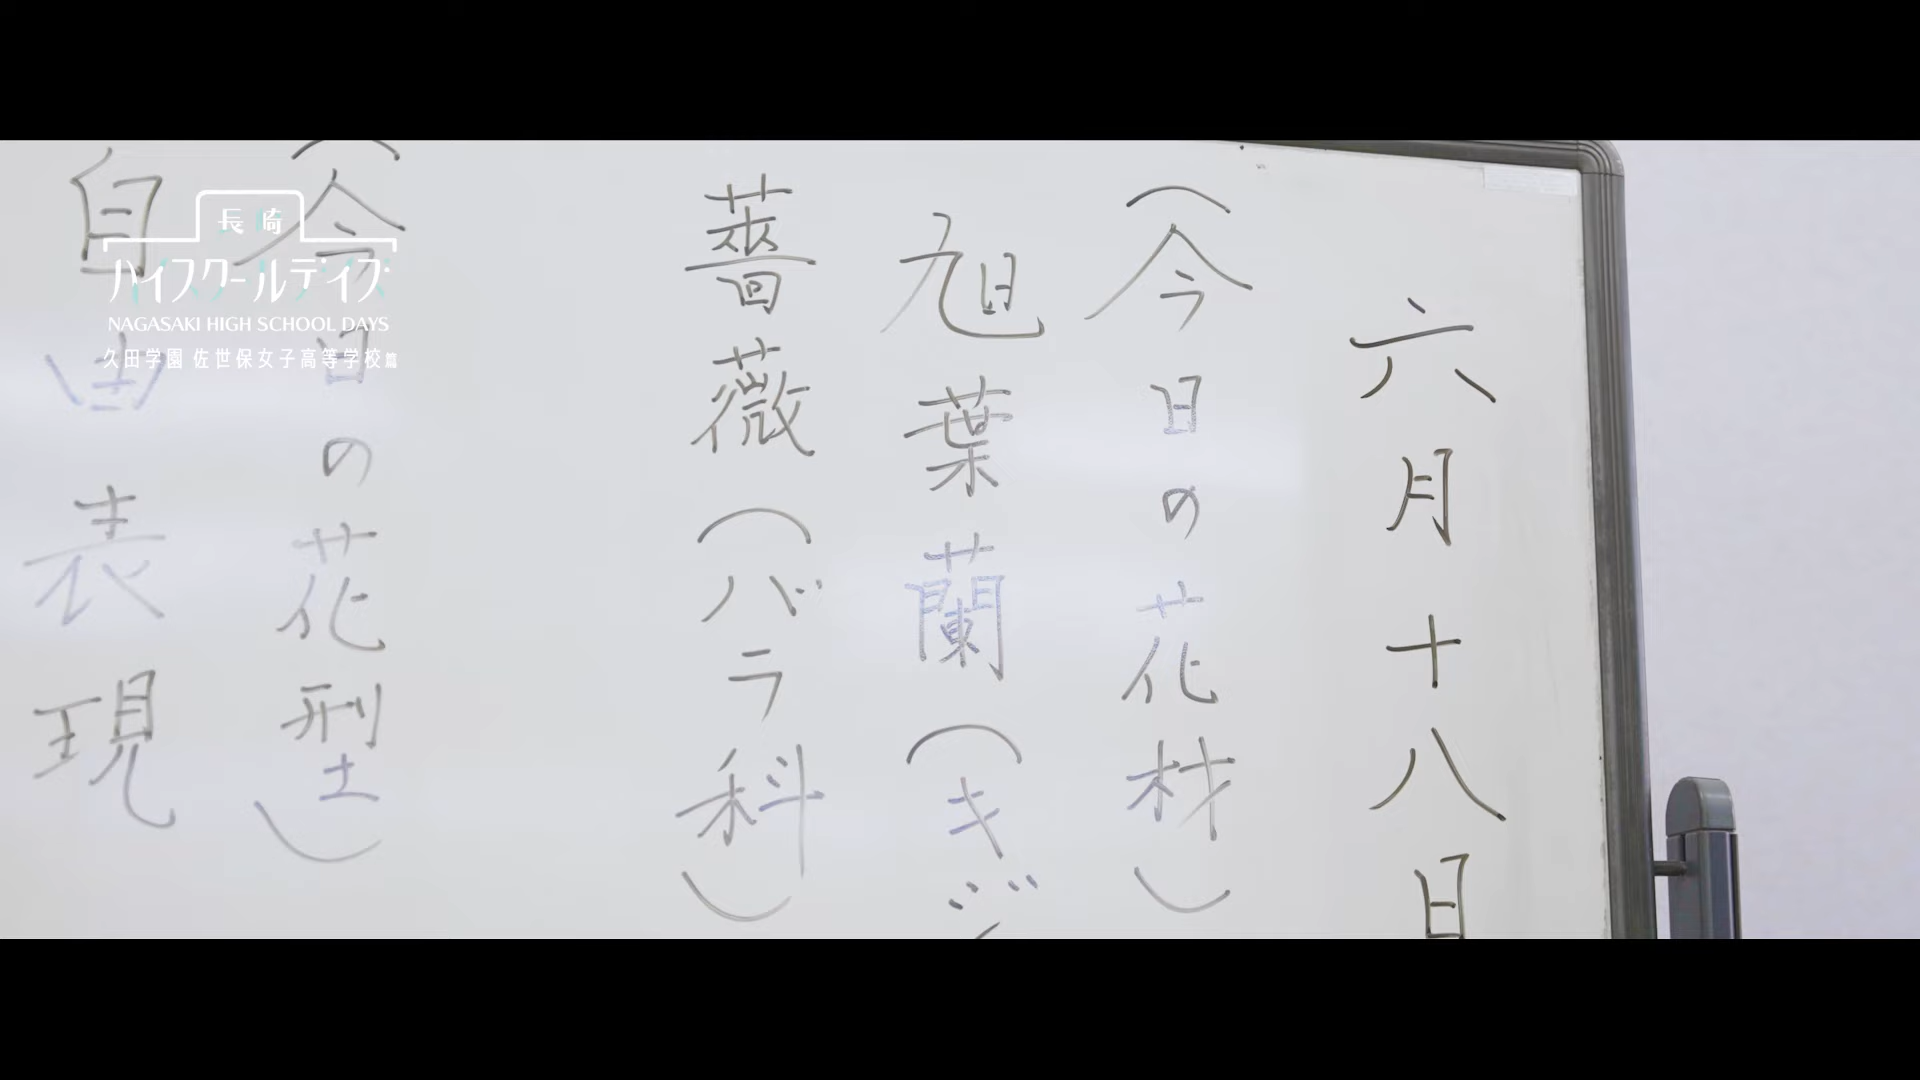 六月十八日
(今日の花材)
旭葉蘭(キジ
薔薇(バラ科)
(今日の花型)
自由表現
長崎
ハイスクールデイズ
NAGASAKI HIGH SCHOOL DAYS
久田学園 佐世保女子高等学校篇